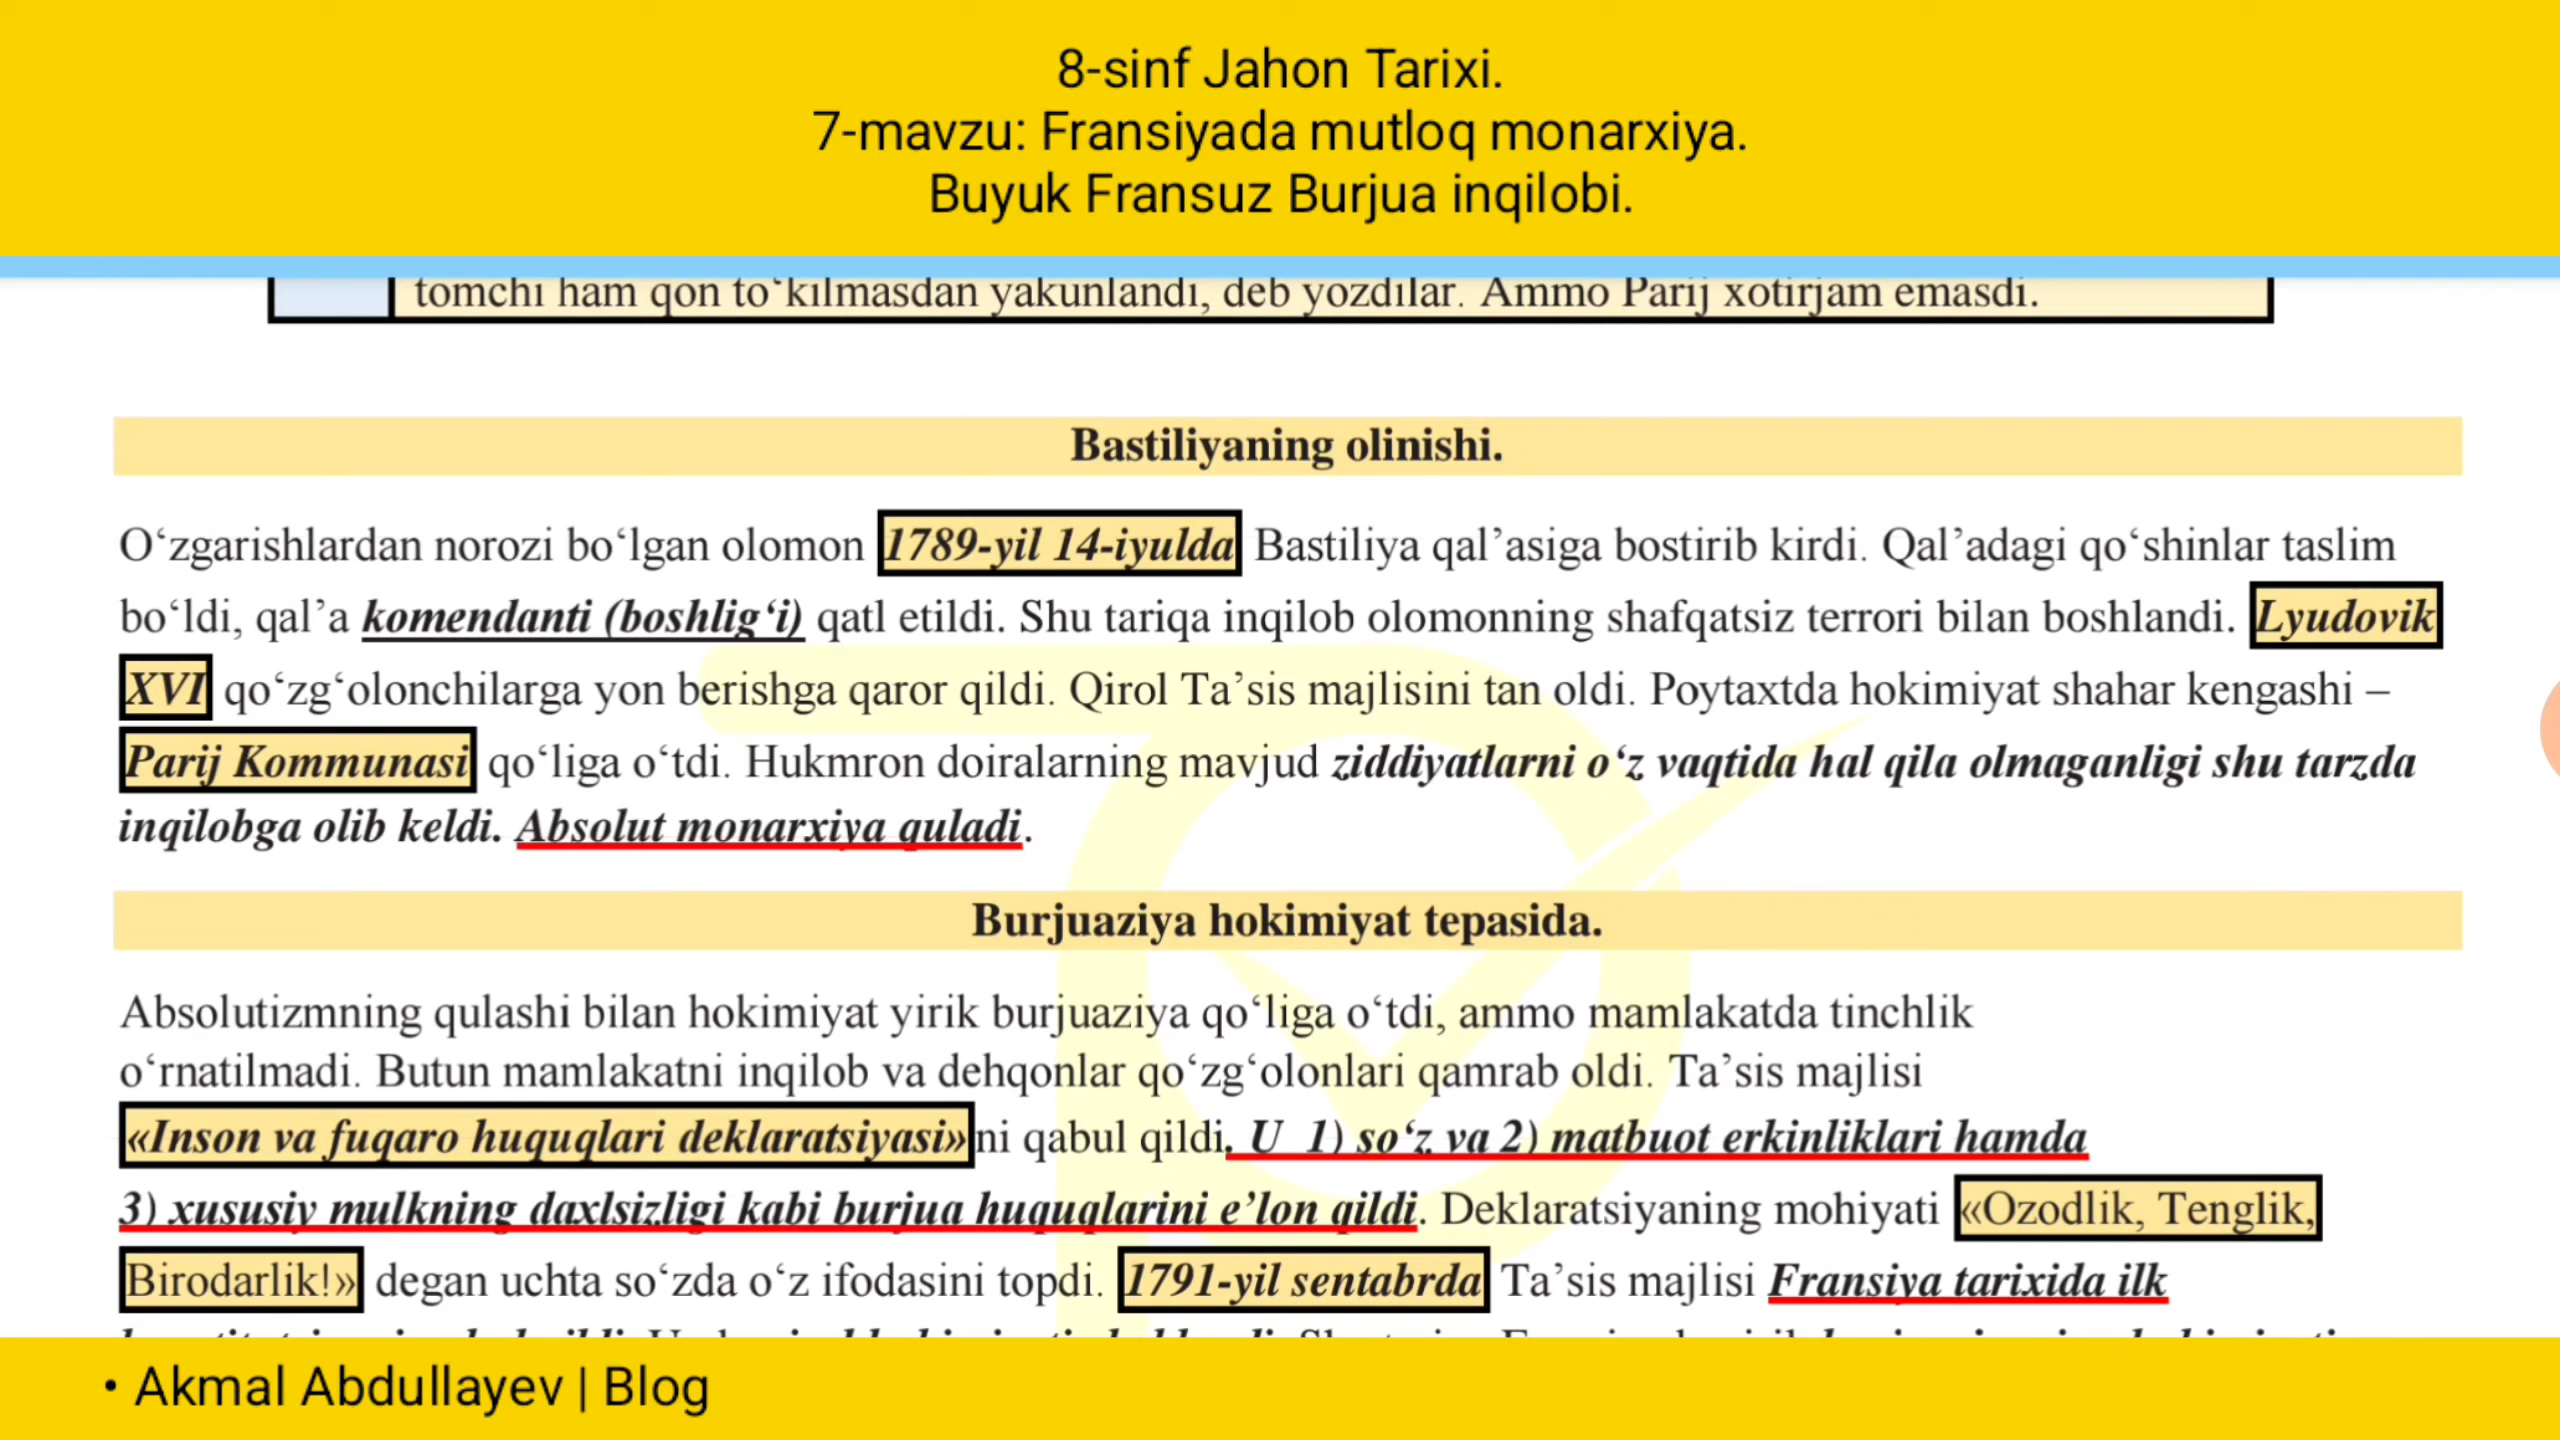 8-sinf Jahon Tarixi.
7-mavzu: Fransiyada mutloq monarxiya.
Buyuk Fransuz Burjua inqilobi.
tomchi ham qon to‘kilmasdan yakunlandi, deb yozdilar. Ammo Parij xotirjam emasdi.
Bastiliyaning olinishi.
O‘zgarishlardan norozi bo‘lgan olomon 1789-yil 14-iyulda Bastiliya qal’asiga bostirib kirdi. Qal’adagi qo‘shinlar taslim
bo‘ldi, qal’a komendanti (boshlig‘i) qatl etildi. Shu tariqa inqilob olomonning shafqatsiz terrori bilan boshlandi. Lyudovik
XVI qo‘zg‘olonchilarga yon berishga qaror qildi. Qirol Ta’sis majlisini tan oldi. Poytaxtda hokimiyat shahar kengashi –
Parij Kommunasi qo‘liga o‘tdi. Hukmron doiralarning mavjud ziddiyatlarni o‘z vaqtida hal qila olmaganligi shu tarzda
inqilobga olib keldi. Absolut monarxiya quladi.
Burjuaziya hokimiyat tepasida.
Absolutizmning qulashi bilan hokimiyat yirik burjuaziya qo‘liga o‘tdi, ammo mamlakatda tinchlik
o‘rnatilmadi. Butun mamlakatni inqilob va dehqonlar qo‘zg‘olonlari qamrab oldi. Ta’sis majlisi
«Inson va fuqaro huquqlari deklaratsiyasi»ni qabul qildi. U 1) so‘z va 2) matbuot erkinliklari hamda
3) xususiy mulkning daxlsizligi kabi burjua huquqlarini e’lon qildi. Deklaratsiyaning mohiyati «Ozodlik, Tenglik,
Birodarlik!» degan uchta so‘zda o‘z ifodasini topdi. 1791-yil sentabrda Ta’sis majlisi Fransiya tarixida ilk
• Akmal Abdullayev | Blog